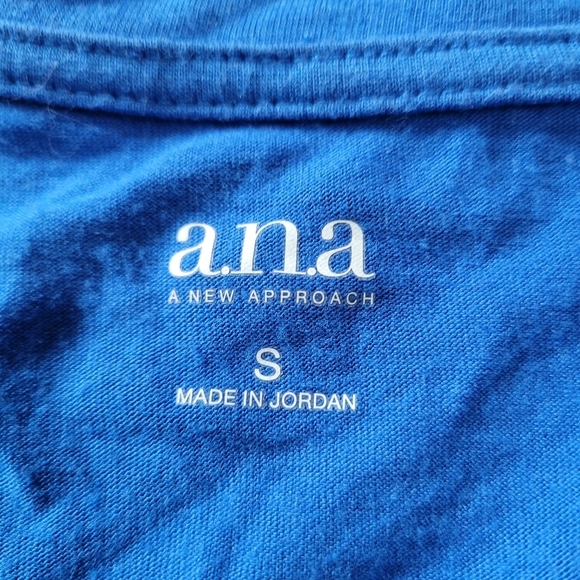 a.n.a
A NEW APPROACH
S
MADE IN JORDAN